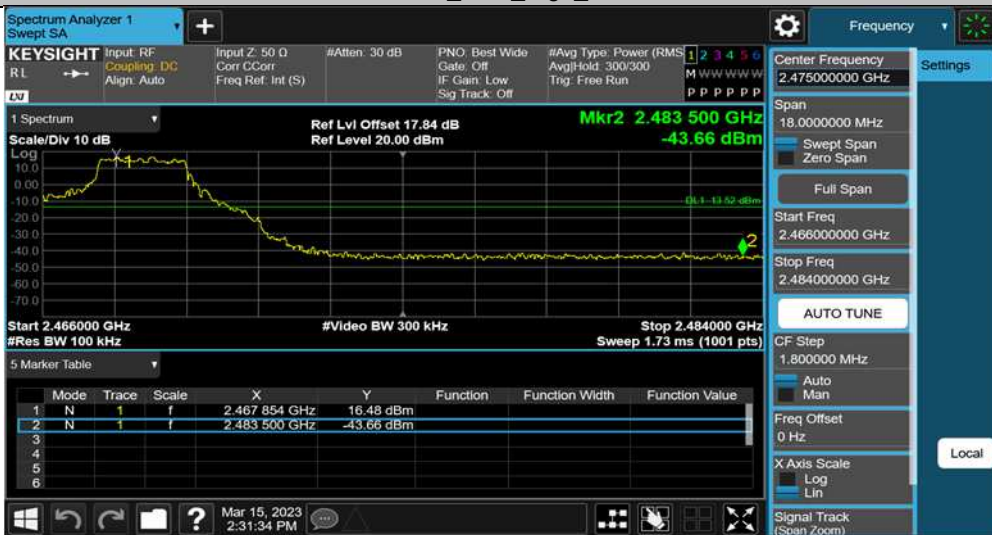 Spectrum Analyzer 1
Swept SA
+
Frequency
KEYSIGHT
RL
LXI
Input: RF
Coupling: DC
Align: Auto
Input Z: 50 Ω
Corr CCorr
Freq Ref: Int (S)
#Atten: 30 dB
PNO: Best Wide
Gate: Off
IF Gain: Low
Sig Track: Off
#Avg Type: Power (RMS
Avg|Hold: 300/300
Trig: Free Run
1 2 3 4 5 6
M W W W W W
P P P P P P
1 Spectrum
Scale/Div 10 dB
Ref Lvl Offset 17.84 dB
Ref Level 20.00 dBm
Mkr2 2.483 500 GHz
-43.66 dBm
Log
10.0
0.00
-10.0
-20.0
-30.0
-40.0
-50.0
-60.0
-70.0
DL1 -13.52 dBm
1
2
Start 2.466000 GHz
#Res BW 100 kHz
#Video BW 300 kHz
Stop 2.484000 GHz
Sweep 1.73 ms (1001 pts)
5 Marker Table
Mode Trace Scale X Y Function Function Width Function Value
1 N 1 f 2.467 854 GHz 16.48 dBm
2 N 1 f 2.483 500 GHz -43.66 dBm
3
4
5
6
?
Mar 15, 2023
2:31:34 PM
Center Frequency
2.475000000 GHz
Span
18.0000000 MHz
Swept Span
Zero Span
Full Span
Start Freq
2.466000000 GHz
Stop Freq
2.484000000 GHz
AUTO TUNE
CF Step
1.800000 MHz
Auto
Man
Freq Offset
0 Hz
X Axis Scale
Log
Lin
Signal Track
(Span Zoom)
Settings
Local